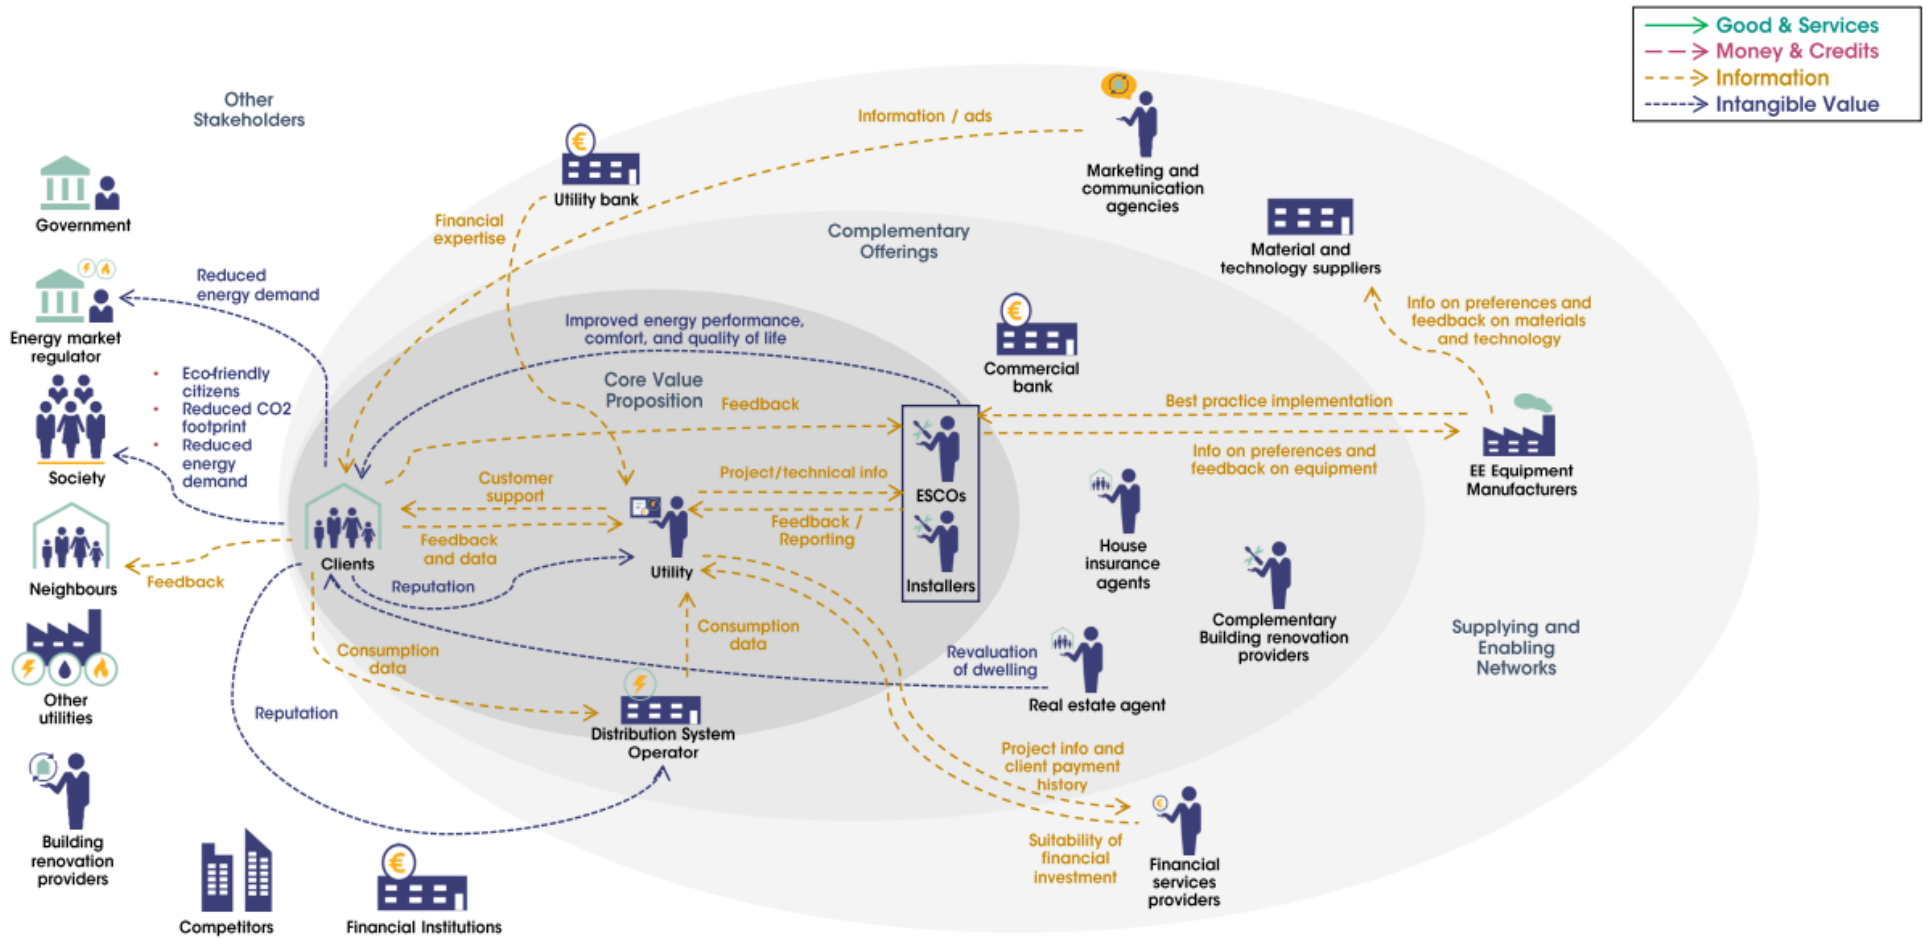 Good & Services
Money & Credits
Information
Intangible Value
Other
Stakeholders
Government
Reduced
energy demand
Energy market
regulator
• Eco-friendly
citizens
• Reduced CO2
footprint
• Reduced
energy
demand
Society
Neighbours
Feedback
Other
utilities
Building
renovation
providers
Competitors
€
Financial Institutions
€
Utility bank
Financial
expertise
Information / ads
Marketing and
communication
agencies
Material and
technology suppliers
Complementary
Offerings
Info on preferences and
feedback on materials
and technology
Improved energy performance,
comfort, and quality of life
€
Commercial
bank
Core Value
Proposition
Feedback
Best practice implementation
Info on preferences and
feedback on equipment
EE Equipment
Manufacturers
Customer
support
Project/technical info
ESCOs
Feedback /
Reporting
Feedback
and data
Clients
Utility
Installers
Reputation
House
insurance
agents
Complementary
Building renovation
providers
Supplying and
Enabling
Networks
Consumption
data
Consumption
data
Revaluation
of dwelling
Real estate agent
Reputation
Distribution System
Operator
Project info and
client payment
history
€
Suitability of
financial
investment
Financial
services
providers